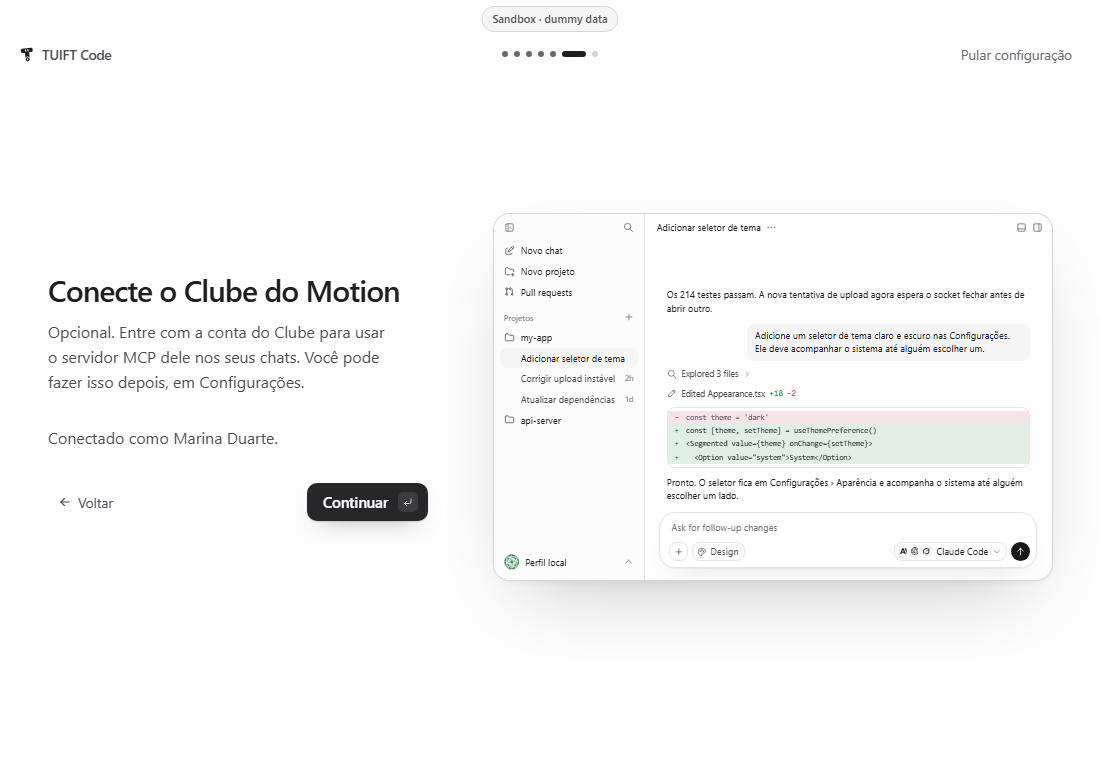 Sandbox · dummy data
TUIFT Code
Pular configuração
Conecte o Clube do Motion
Opcional. Entre com a conta do Clube para usar
o servidor MCP dele nos seus chats. Você pode
fazer isso depois, em Configurações.
Conectado como Marina Duarte.
← Voltar
Continuar ↵
Novo chat
Novo projeto
Pull requests
Projetos +
my-app
Adicionar seletor de tema
Corrigir upload instável 2h
Atualizar dependências 1d
api-server
Perfil local
Adicionar seletor de tema ···
Os 214 testes passam. A nova tentativa de upload agora espera o socket fechar antes de
abrir outro.
Adicione um seletor de tema claro e escuro nas Configurações.
Ele deve acompanhar o sistema até alguém escolher um.
Explored 3 files ›
Edited Appearance.tsx +18 −2
− const theme = 'dark'
+ const [theme, setTheme] = useThemePreference()
+ <Segmented value={theme} onChange={setTheme}>
+ <Option value="system">System</Option>
Pronto. O seletor fica em Configurações › Aparência e acompanha o sistema até alguém
escolher um lado.
Ask for follow-up changes
+ Design
Claude Code